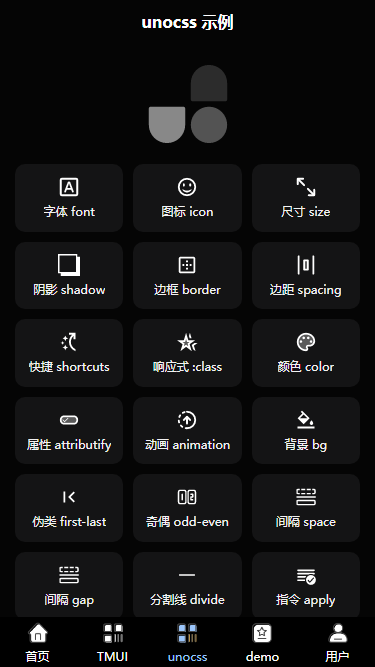 unocss 示例
字体 font
图标 icon
尺寸 size
阴影 shadow
边框 border
边距 spacing
快捷 shortcuts
响应式 :class
颜色 color
属性 attributify
动画 animation
背景 bg
伪类 first-last
奇偶 odd-even
间隔 space
间隔 gap
分割线 divide
指令 apply
首页
TMUI
unocss
demo
用户